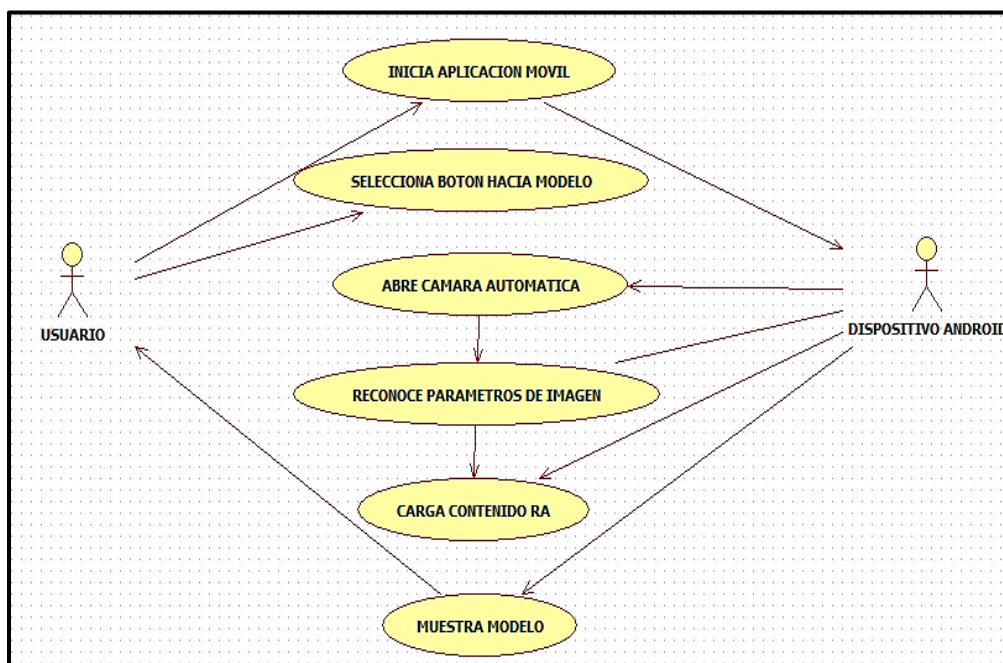 INICIA APLICACION MOVIL
SELECCIONA BOTON HACIA MODELO
ABRE CAMARA AUTOMATICA
USUARIO
DISPOSITIVO ANDROID
RECONOCE PARAMETROS DE IMAGEN
CARGA CONTENIDO RA
MUESTRA MODELO